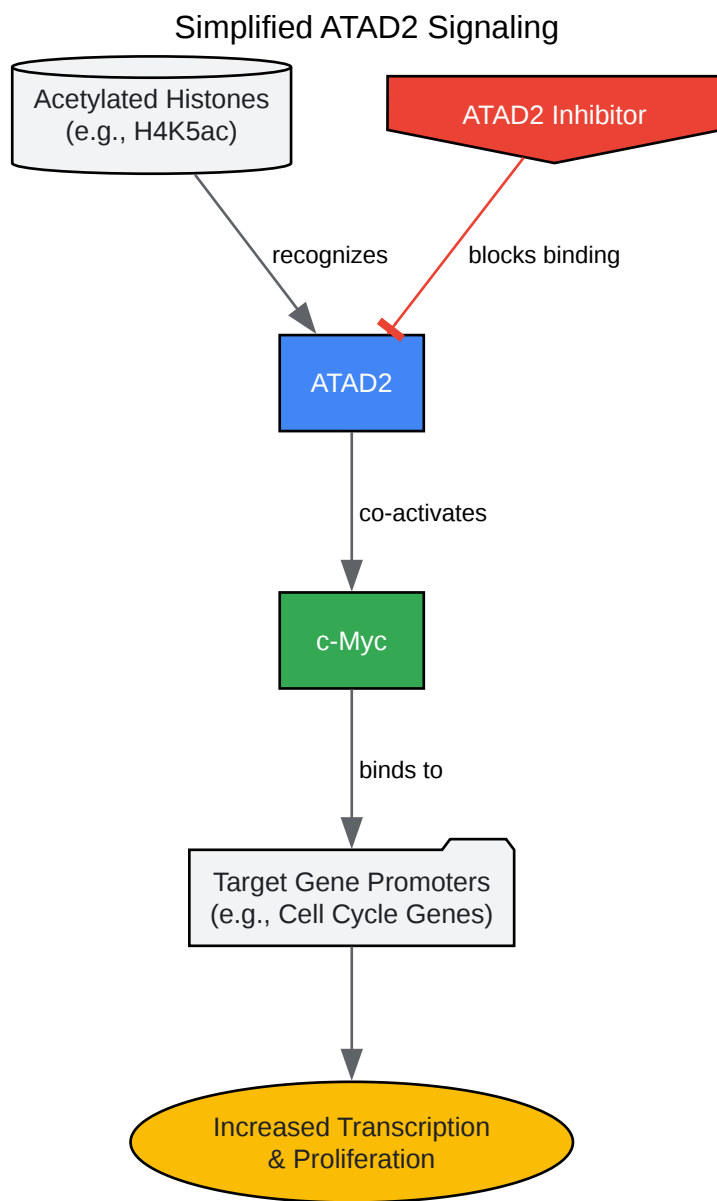 Simplified ATAD2 Signaling
Acetylated Histones
(e.g., H4K5ac)
ATAD2 Inhibitor
recognizes
blocks binding
ATAD2
co-activates
c-Myc
binds to
Target Gene Promoters
(e.g., Cell Cycle Genes)
Increased Transcription
& Proliferation